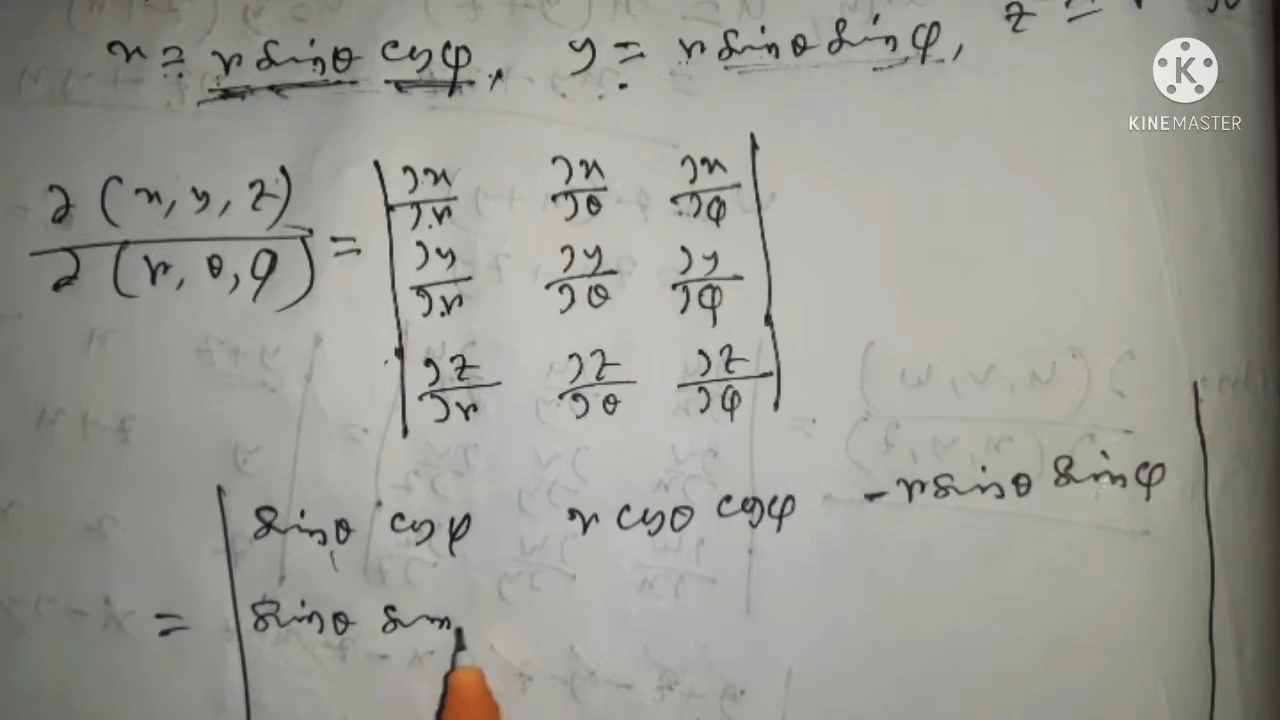 x = r sinθ cosφ, y = r sinθ sinφ, z =
KINEMASTER
∂(x, y, z) / ∂(r, θ, φ) = | ∂x/∂r ∂x/∂θ ∂x/∂φ |
| ∂y/∂r ∂y/∂θ ∂y/∂φ |
| ∂z/∂r ∂z/∂θ ∂z/∂φ |
= | sinθ cosφ r cosθ cosφ -r sinθ sinφ |
sinθ sin